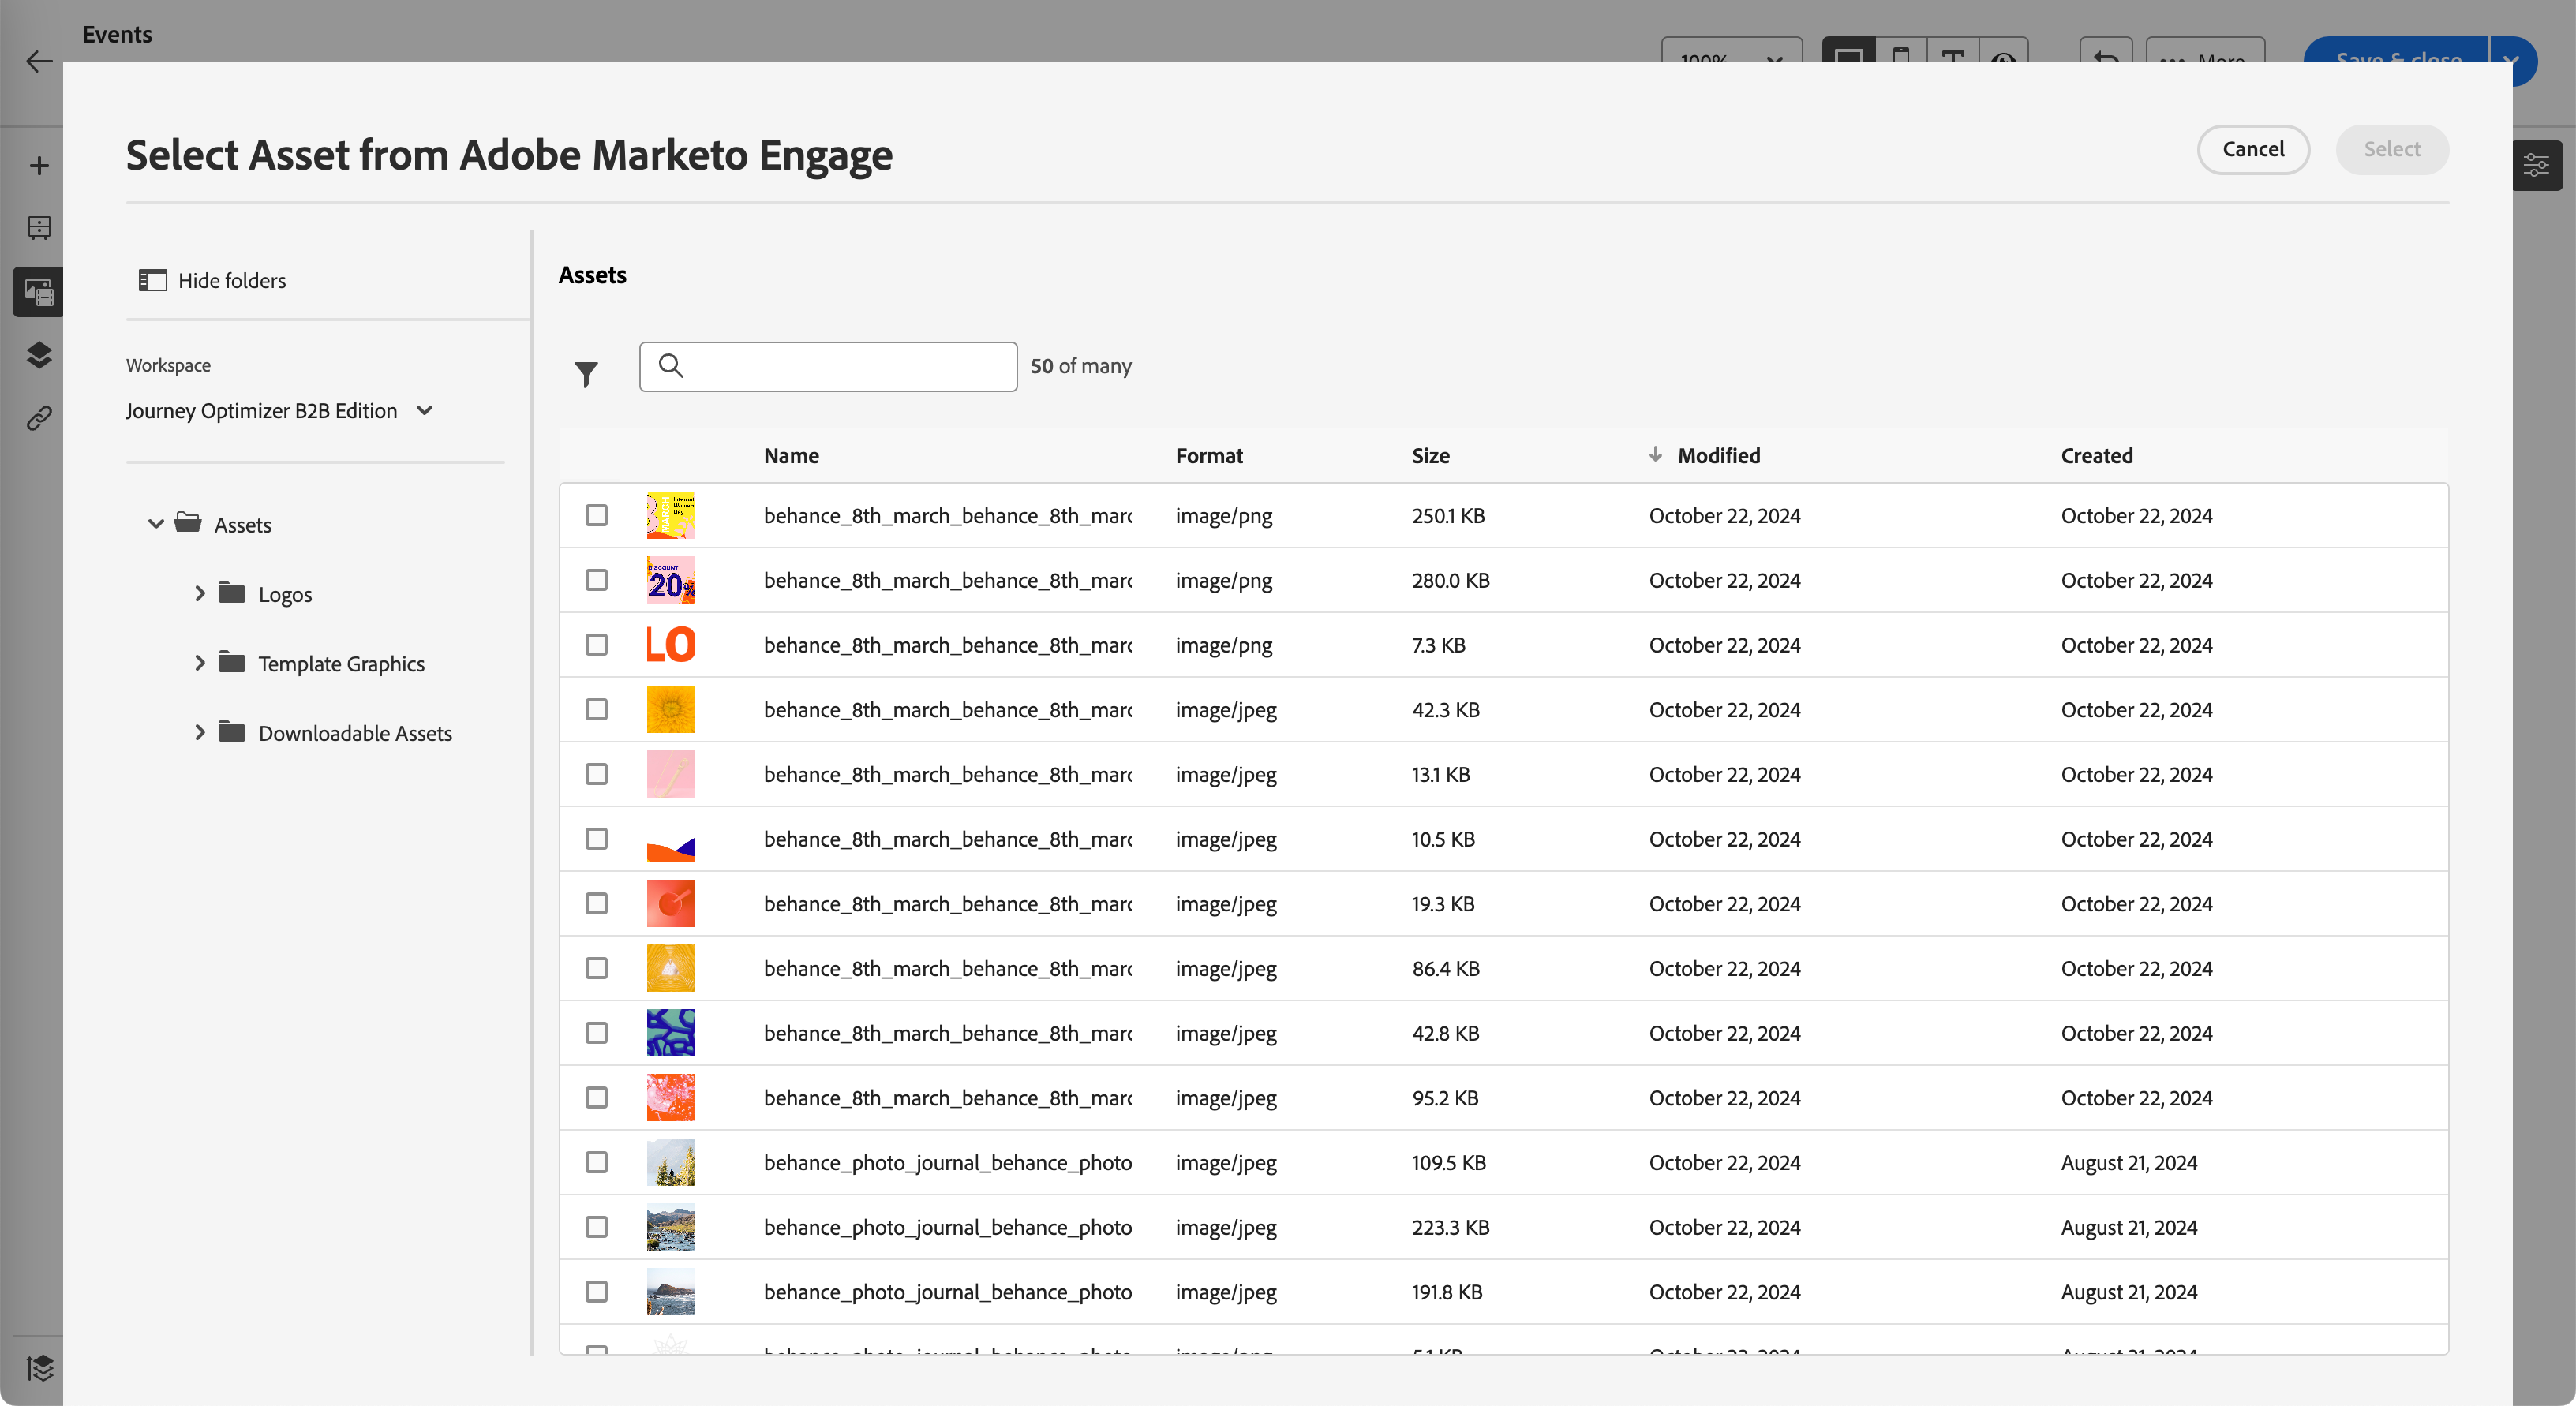 Events
100%
More
Save & close
Select Asset from Adobe Marketo Engage
Cancel
Select
Hide folders
Workspace
Journey Optimizer B2B Edition
Assets
Logos
Template Graphics
Downloadable Assets
Assets
50 of many
Name Format Size Modified Created
MARCH
behance_8th_march_behance_8th_marc image/png 250.1 KB October 22, 2024 October 22, 2024
DISCOUNT
20%
behance_8th_march_behance_8th_marc image/png 280.0 KB October 22, 2024 October 22, 2024
LO
behance_8th_march_behance_8th_marc image/png 7.3 KB October 22, 2024 October 22, 2024
behance_8th_march_behance_8th_marc image/jpeg 42.3 KB October 22, 2024 October 22, 2024
behance_8th_march_behance_8th_marc image/jpeg 13.1 KB October 22, 2024 October 22, 2024
behance_8th_march_behance_8th_marc image/jpeg 10.5 KB October 22, 2024 October 22, 2024
behance_8th_march_behance_8th_marc image/jpeg 19.3 KB October 22, 2024 October 22, 2024
behance_8th_march_behance_8th_marc image/jpeg 86.4 KB October 22, 2024 October 22, 2024
behance_8th_march_behance_8th_marc image/jpeg 42.8 KB October 22, 2024 October 22, 2024
behance_8th_march_behance_8th_marc image/jpeg 95.2 KB October 22, 2024 October 22, 2024
behance_photo_journal_behance_photo image/jpeg 109.5 KB October 22, 2024 August 21, 2024
behance_photo_journal_behance_photo image/jpeg 223.3 KB October 22, 2024 August 21, 2024
behance_photo_journal_behance_photo image/jpeg 191.8 KB October 22, 2024 August 21, 2024